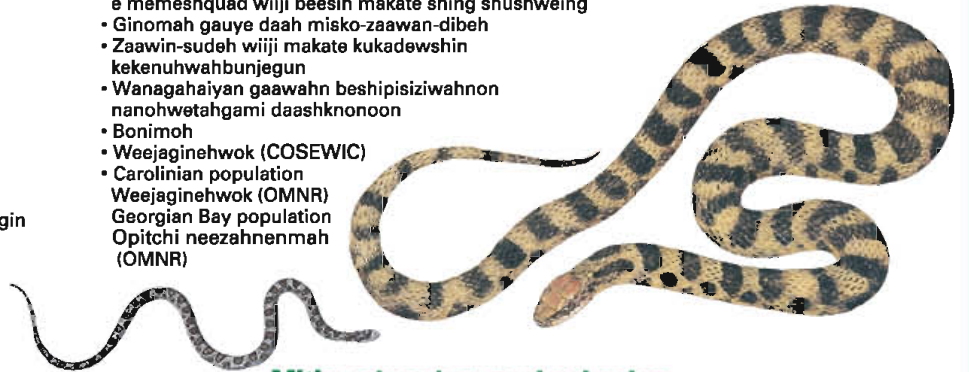 e memeshquad wiiji beesin makate shing shushweing
• Ginomah gauye daah misko-zaawan-dibeh
• Zaawin-sudeh wiiji makate kukadewshin
kekenuhwahbunjegun
• Wanagahaiyan gaawahn beshipisiziwahnon
nanohwetahgami daashknonoon
• Bonimoh
• Weejaginehwok (COSEWIC)
• Carolinian population
Weejaginehwok (OMNR)
Georgian Bay population
Opitchi neezahnenmah
(OMNR)
gin